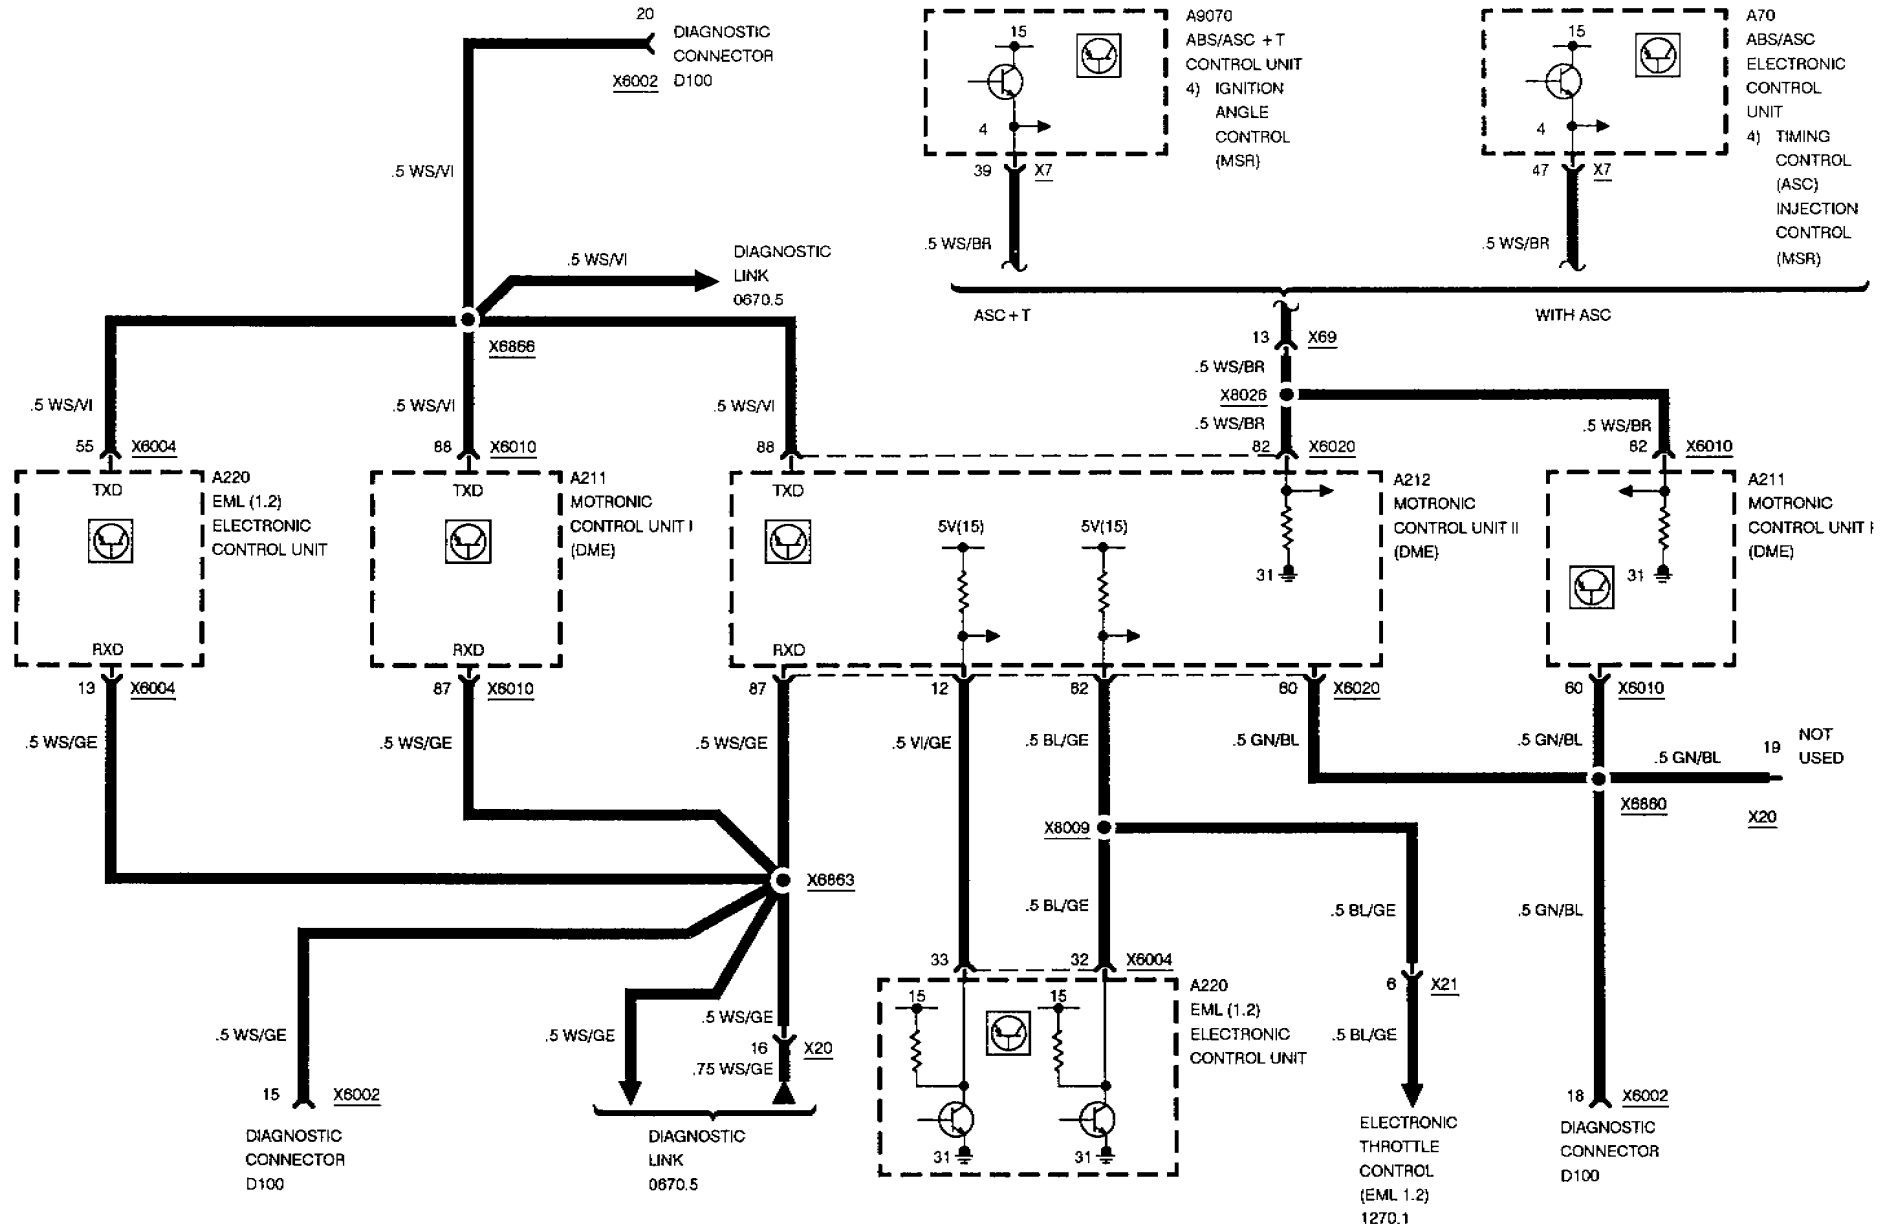 20
DIAGNOSTIC
CONNECTOR
X6002 D100
.5 WS/VI
.5 WS/VI
DIAGNOSTIC
LINK
0670.5
X6866
A9070
ABS/ASC +T
CONTROL UNIT
4) IGNITION
ANGLE
CONTROL
(MSR)
15
4
39 X7
.5 WS/BR
A70
ABS/ASC
ELECTRONIC
CONTROL
UNIT
4) TIMING
CONTROL
(ASC)
INJECTION
CONTROL
(MSR)
15
4
47 X7
.5 WS/BR
ASC+T
WITH ASC
13 X69
.5 WS/BR
X8026
.5 WS/BR
.5 WS/BR
.5 WS/VI
.5 WS/VI
.5 WS/VI
55 X6004
88 X6010
88
82 X6020
82 X6010
TXD
A220
EML (1.2)
ELECTRONIC
CONTROL UNIT
RXD
TXD
A211
MOTRONIC
CONTROL UNIT I
(DME)
RXD
TXD
5V(15)
5V(15)
31
RXD
A212
MOTRONIC
CONTROL UNIT II
(DME)
31
A211
MOTRONIC
CONTROL UNIT I
(DME)
13 X6004
87 X6010
87
12
62
60 X6020
60 X6010
.5 WS/GE
.5 WS/GE
.5 WS/GE
.5 VI/GE
.5 BL/GE
.5 GN/BL
.5 GN/BL
.5 GN/BL
19
NOT
USED
X6860
X20
X8009
X6863
.5 BL/GE
.5 BL/GE
.5 GN/BL
33
32 X6004
6 X21
.5 WS/GE
.5 WS/GE
.5 WS/GE
16 X20
.75 WS/GE
15
15
31
31
A220
EML (1.2)
ELECTRONIC
CONTROL UNIT
.5 BL/GE
15 X6002
DIAGNOSTIC
CONNECTOR
D100
DIAGNOSTIC
LINK
0670.5
ELECTRONIC
THROTTLE
CONTROL
(EML 1.2)
1270.1
18 X6002
DIAGNOSTIC
CONNECTOR
D100